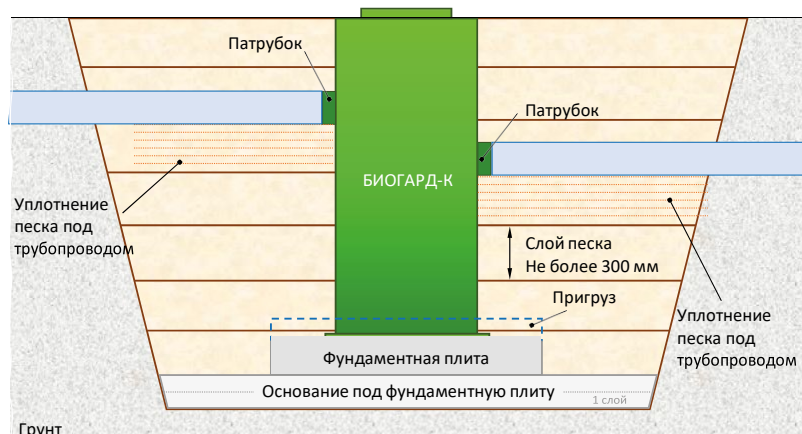 Патрубок
Патрубок
БИОГАРД-К
Уплотнение
песка под
трубопроводом
Слой песка
Не более 300 мм
Пригруз
Уплотнение
песка под
трубопроводом
Фундаментная плита
Основание под фундаментную плиту
1 слой
Грунт